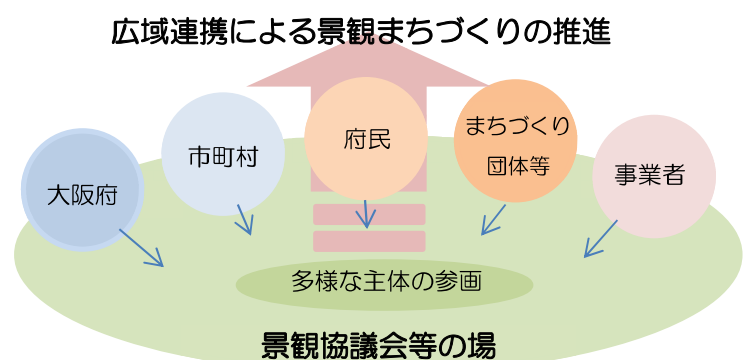 広域連携による景観まちづくりの推進
大阪府
市町村
府民
まちづくり
団体等
事業者
多様な主体の参画
景観協議会等の場